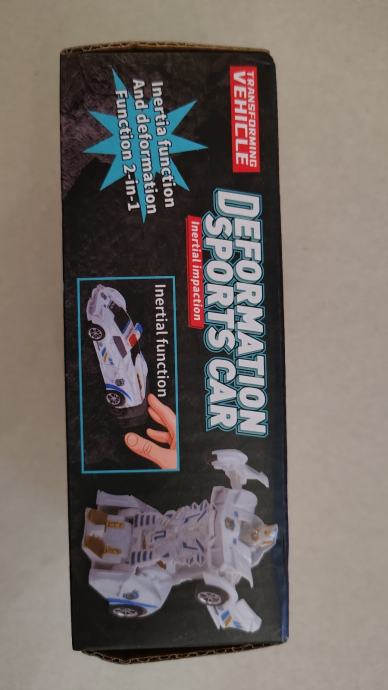 TRANSFORMING
VEHICLE
DEFORMATION
SPORTS CAR
Inertial impaction
Inertia function
And deformation
Function 2-in-1
Inertial function